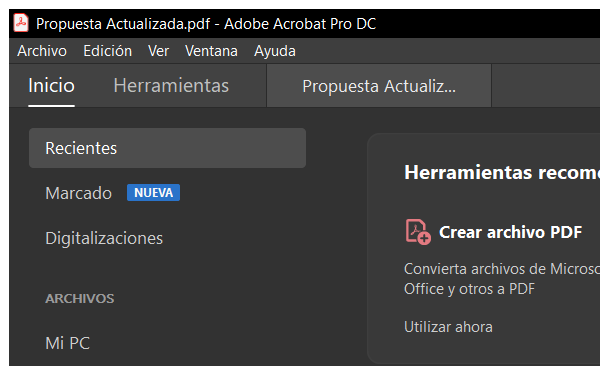 Propuesta Actualizada.pdf - Adobe Acrobat Pro DC
Archivo Edición Ver Ventana Ayuda
Inicio Herramientas Propuesta Actualiz...
Recientes
Marcado NUEVA
Digitalizaciones
ARCHIVOS
Mi PC
Herramientas recome
Crear archivo PDF
Convierta archivos de Microso
Office y otros a PDF
Utilizar ahora